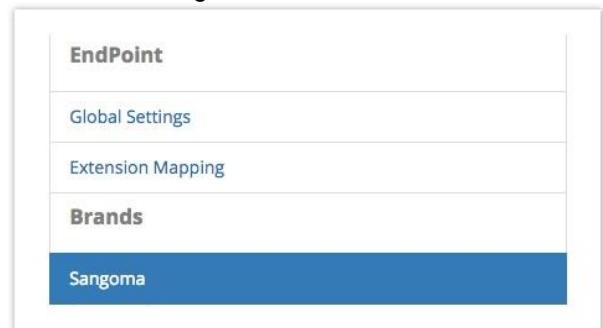 EndPoint
Global Settings
Extension Mapping
Brands
Sangoma